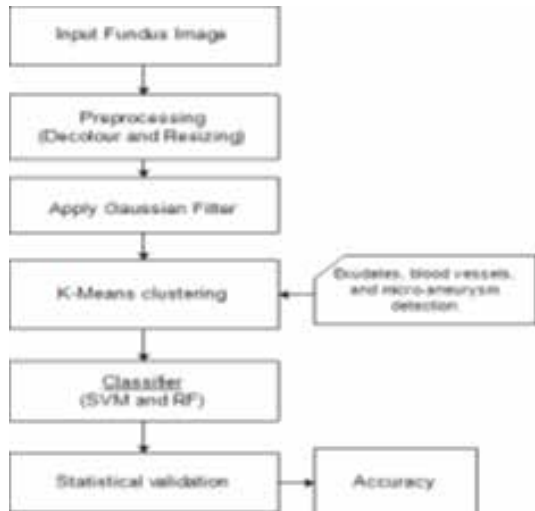 Input Fundus Image
Preprocessing
(Decolour and Resizing)
Apply Gaussian Filter
K-Means clustering
Exudates, blood vessels,
and micro-aneurysm
detection
Classifier
(SVM and RF)
Statistical validation
Accuracy